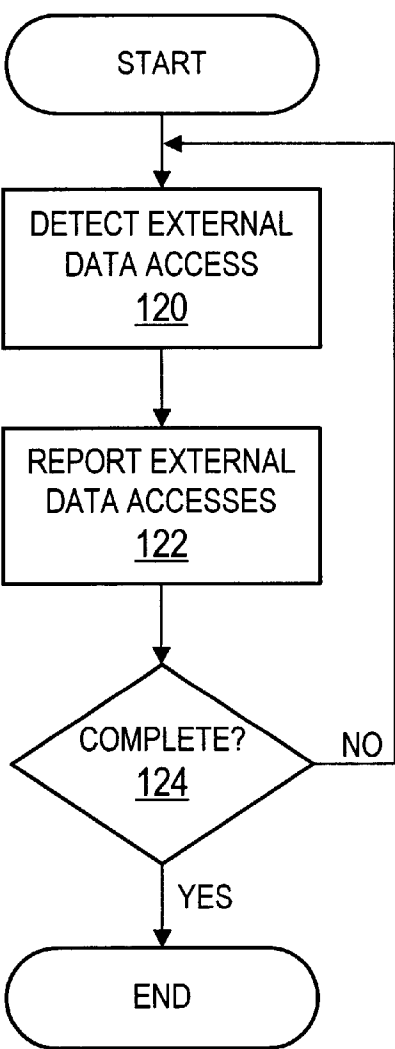 START
DETECT EXTERNAL
DATA ACCESS
120
REPORT EXTERNAL
DATA ACCESSES
122
COMPLETE?
124
NO
YES
END